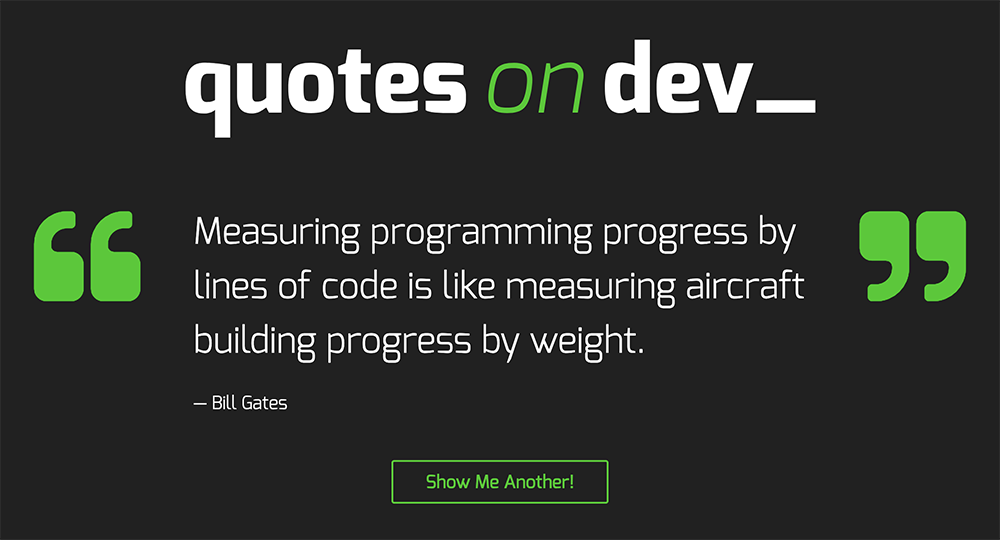 quotes on dev_
“
Measuring programming progress by
lines of code is like measuring aircraft
building progress by weight.
”
— Bill Gates
Show Me Another!